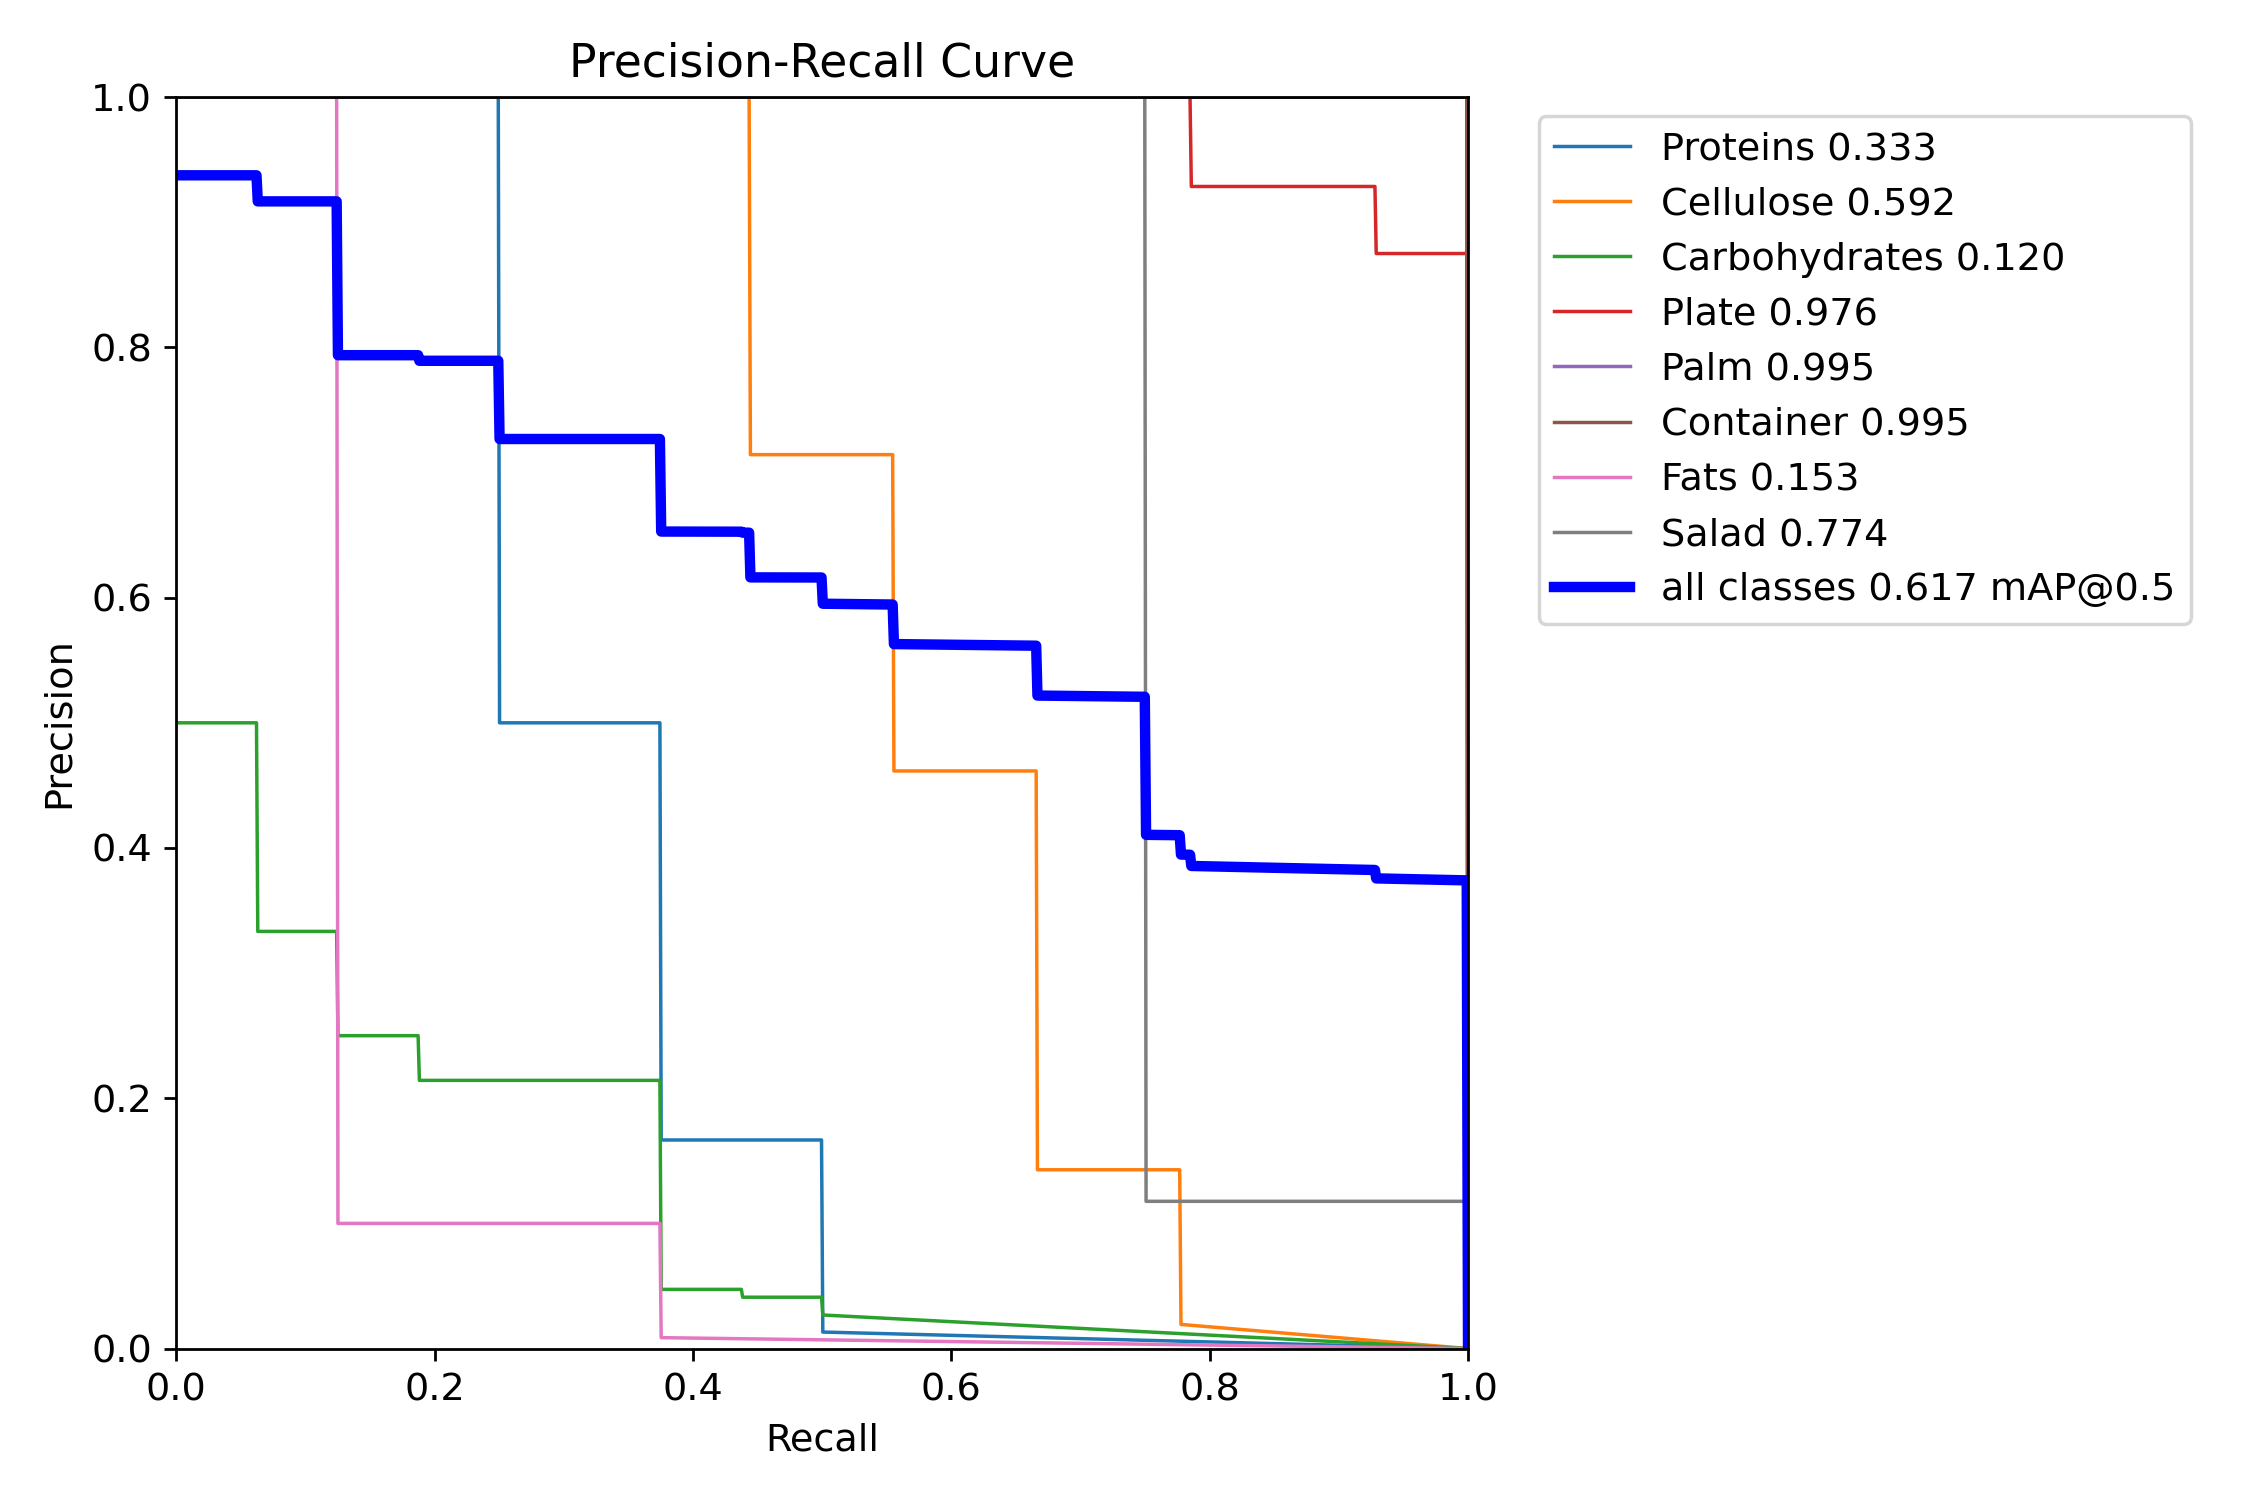 Precision-Recall Curve
1.0
0.8
0.6
0.4
0.2
0.0
Precision
0.0 0.2 0.4 0.6 0.8 1.0
Recall
Proteins 0.333
Cellulose 0.592
Carbohydrates 0.120
Plate 0.976
Palm 0.995
Container 0.995
Fats 0.153
Salad 0.774
all classes 0.617 mAP@0.5